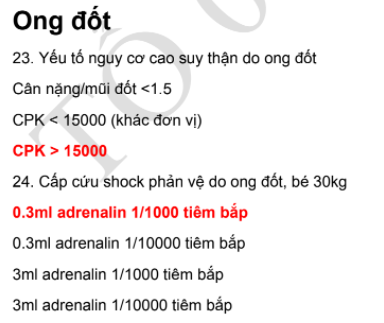 Ong đốt
23. Yếu tố nguy cơ cao suy thận do ong đốt
Cân nặng/mũi đốt <1.5
CPK < 15000 (khác đơn vị)
CPK > 15000
24. Cấp cứu shock phản vệ do ong đốt, bé 30kg
0.3ml adrenalin 1/1000 tiêm bắp
0.3ml adrenalin 1/10000 tiêm bắp
3ml adrenalin 1/1000 tiêm bắp
3ml adrenalin 1/10000 tiêm bắp